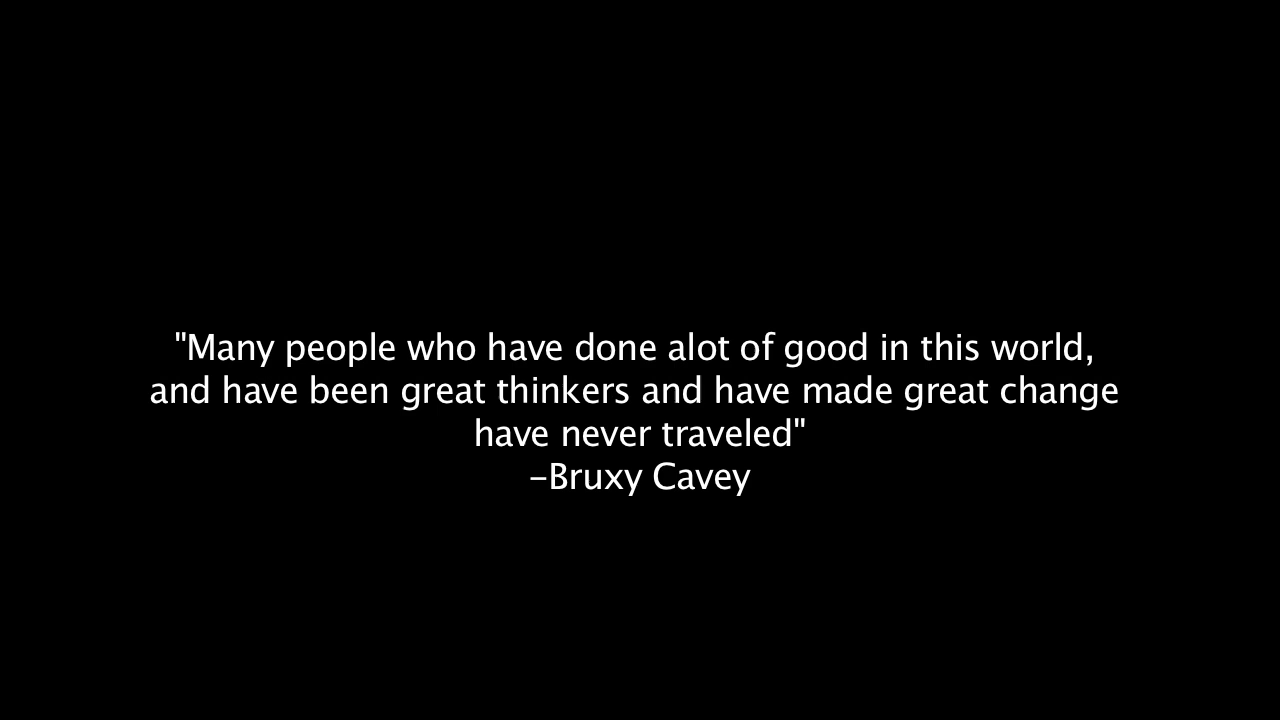 "Many people who have done alot of good in this world,
and have been great thinkers and have made great change
have never traveled"
–Bruxy Cavey